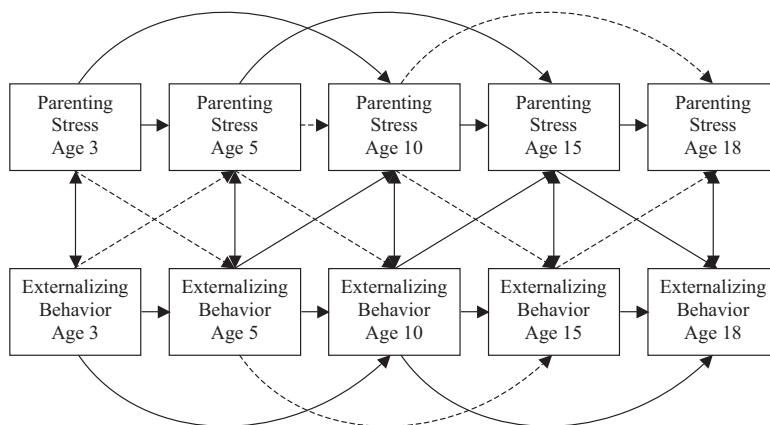 Parenting
Stress
Age 3
Parenting
Stress
Age 5
Parenting
Stress
Age 10
Parenting
Stress
Age 15
Parenting
Stress
Age 18
Externalizing
Behavior
Age 3
Externalizing
Behavior
Age 5
Externalizing
Behavior
Age 10
Externalizing
Behavior
Age 15
Externalizing
Behavior
Age 18